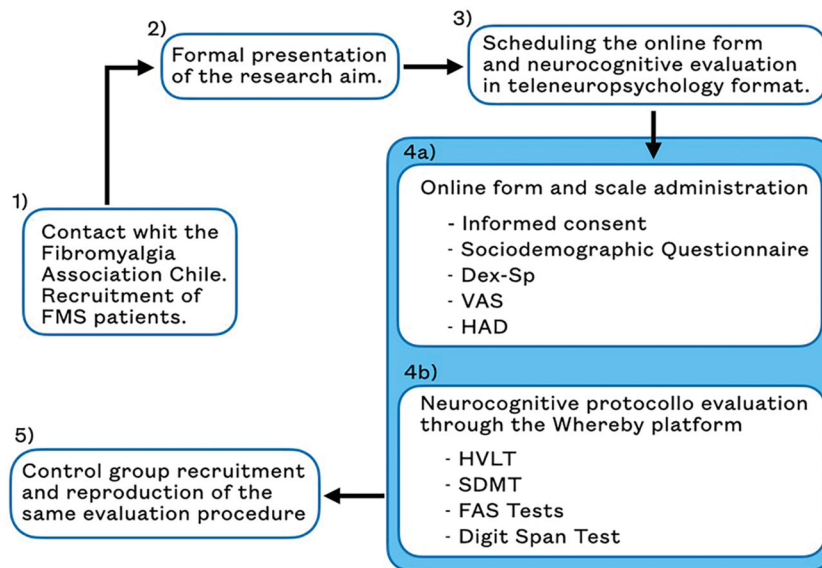 1)
Contact whit the
Fibromyalgia
Association Chile.
Recruitment of
FMS patients.
2)
Formal presentation
of the research aim.
3)
Scheduling the online form
and neurocognitive evaluation
in teleneuropsychology format.
4a)
Online form and scale administration
- Informed consent
- Sociodemographic Questionnaire
- Dex-Sp
- VAS
- HAD
4b)
Neurocognitive protocollo evaluation
through the Whereby platform
- HVLT
- SDMT
- FAS Tests
- Digit Span Test
5)
Control group recruitment
and reproduction of the
same evaluation procedure